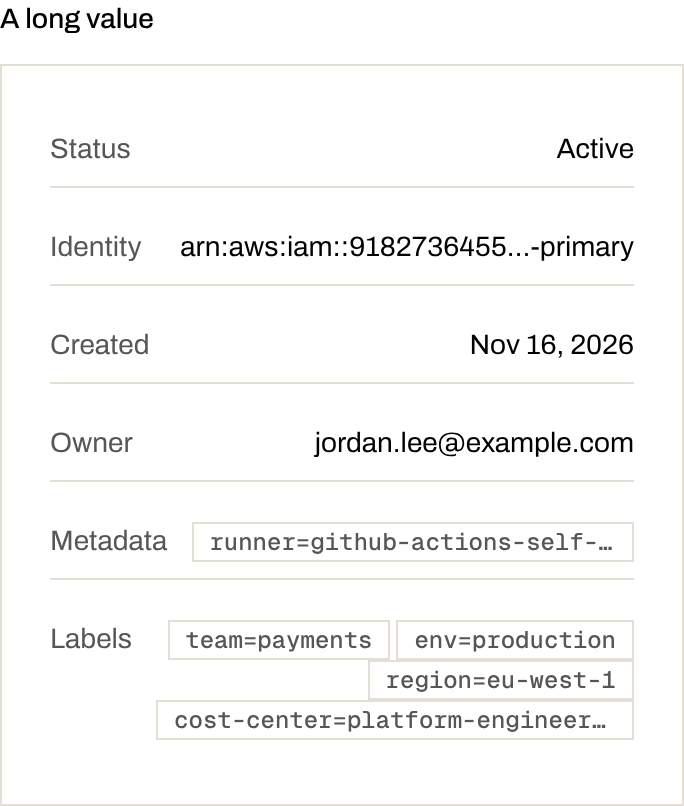 A long value
Status Active
Identity arn:aws:iam::9182736455...-primary
Created Nov 16, 2026
Owner jordan.lee@example.com
Metadata runner=github-actions-self-…
Labels team=payments env=production
region=eu-west-1
cost-center=platform-engineer…